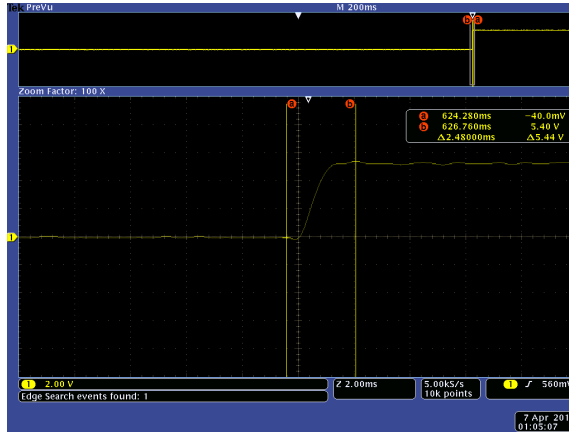 Tek PreVu M 200ms
b a
1
Zoom Factor: 100 X
a b
a 624.280ms -40.0mV
b 626.760ms 5.40 V
Δ2.48000ms Δ5.44 V
1
1 2.00 V Z 2.00ms 5.00kS/s 1 560mV
10k points
Edge Search events found: 1
7 Apr 201
01:05:07